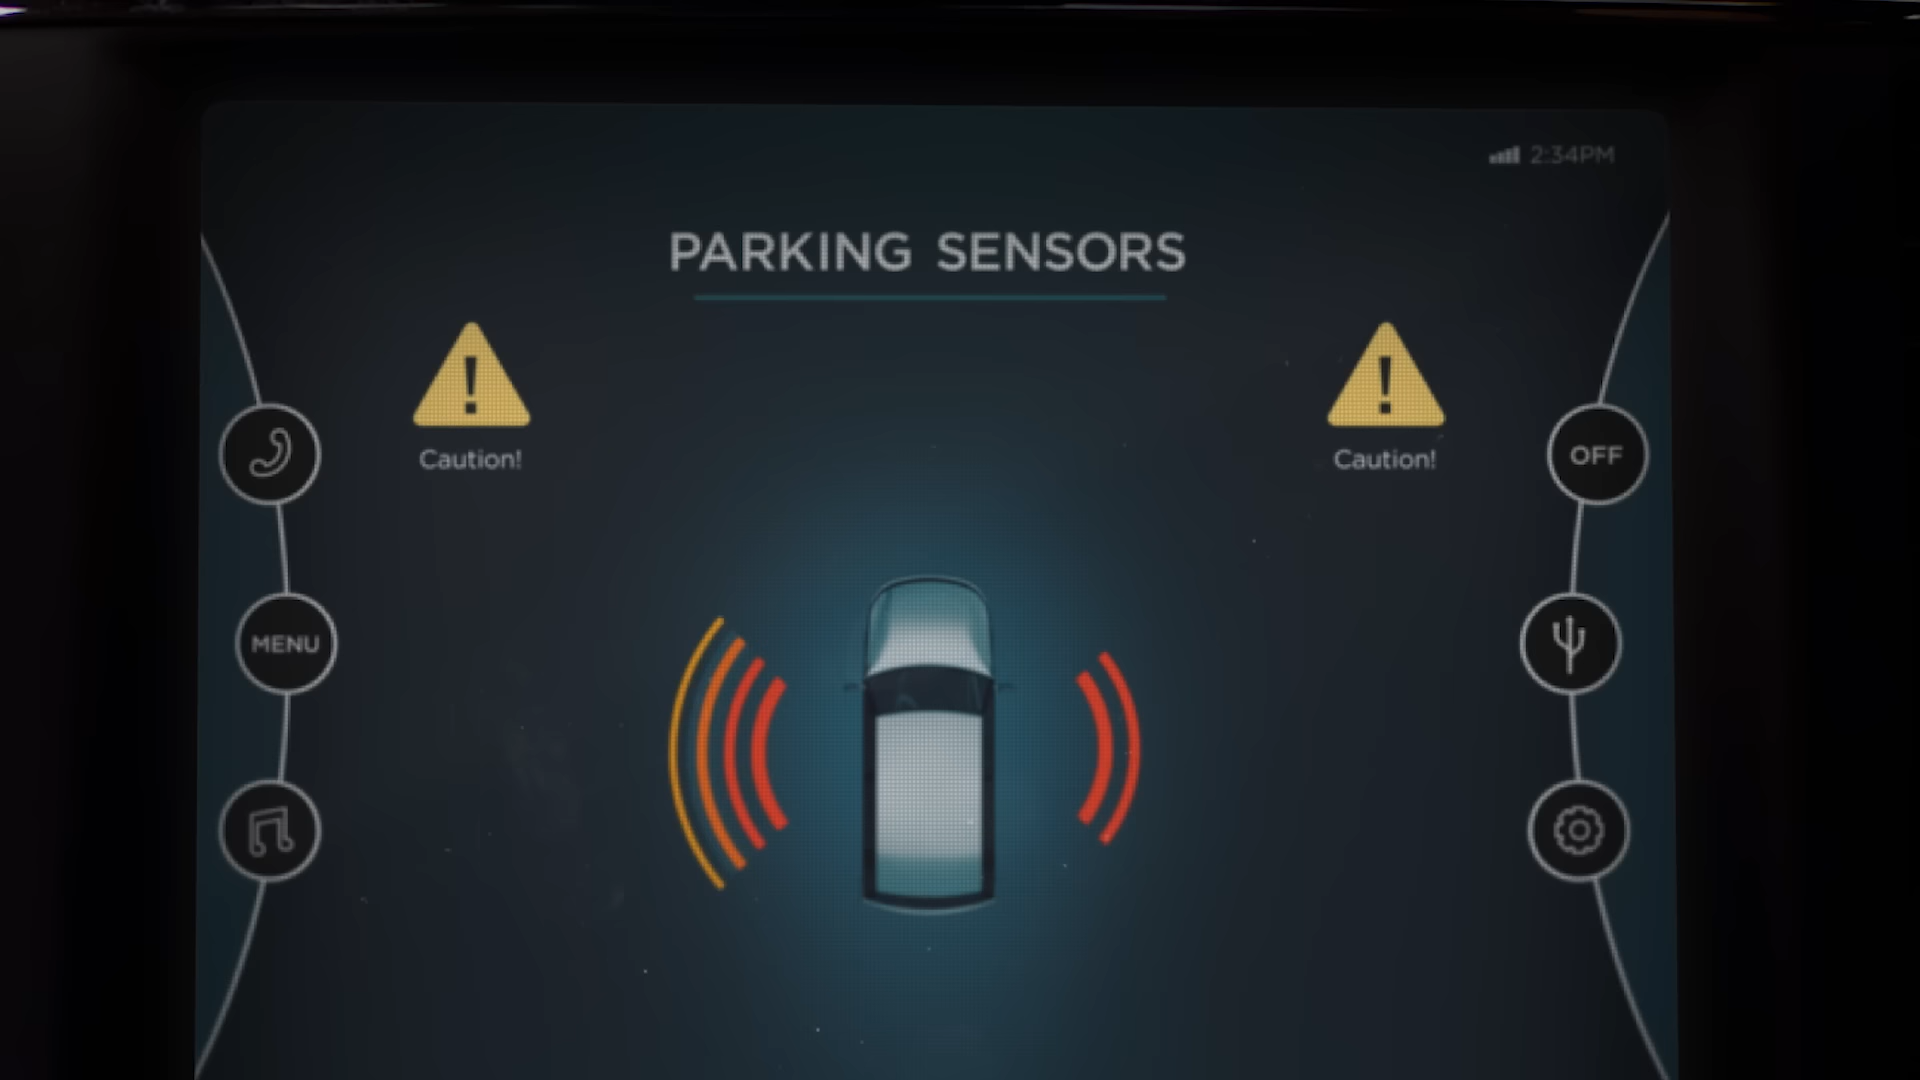 2:34PM
PARKING SENSORS
!
!
Caution!
Caution!
OFF
MENU